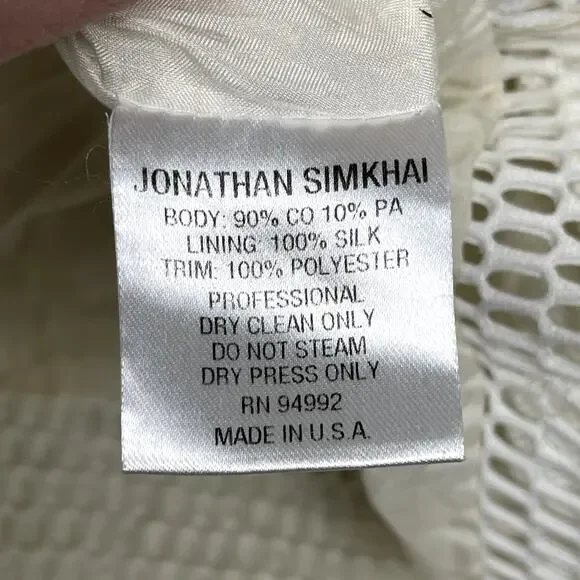 JONATHAN SIMKHAI
BODY: 90% CO 10% PA
LINING: 100% SILK
TRIM: 100% POLYESTER
PROFESSIONAL
DRY CLEAN ONLY
DO NOT STEAM
DRY PRESS ONLY
RN 94992
MADE IN U.S.A.